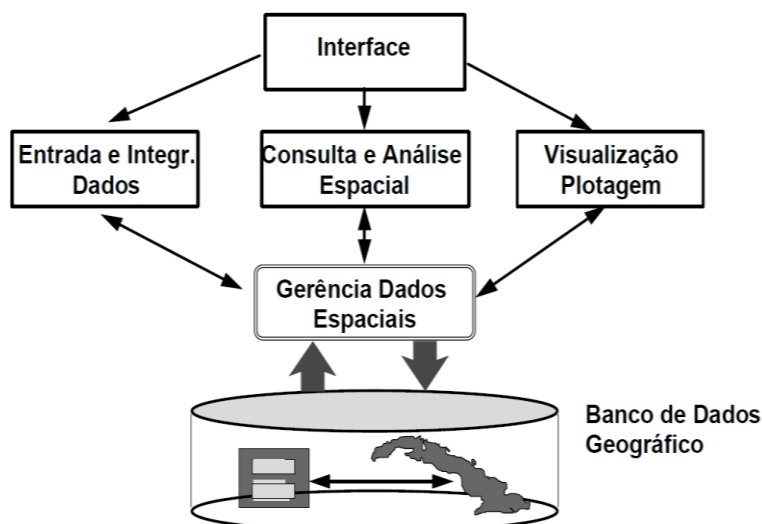 Interface
Entrada e Integr.
Dados
Consulta e Análise
Espacial
Visualização
Plotagem
Gerência Dados
Espaciais
Banco de Dados
Geográfico